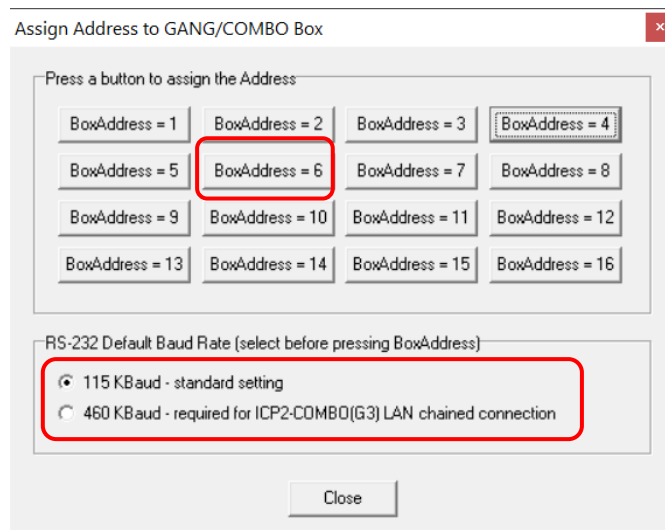 Assign Address to GANG/COMBO Box
Press a button to assign the Address
BoxAddress = 1 BoxAddress = 2 BoxAddress = 3 BoxAddress = 4
BoxAddress = 5 BoxAddress = 6 BoxAddress = 7 BoxAddress = 8
BoxAddress = 9 BoxAddress = 10 BoxAddress = 11 BoxAddress = 12
BoxAddress = 13 BoxAddress = 14 BoxAddress = 15 BoxAddress = 16
RS-232 Default Baud Rate (select before pressing BoxAddress)
115 KBaud - standard setting
460 KBaud - required for ICP2-COMBO(G3) LAN chained connection
Close